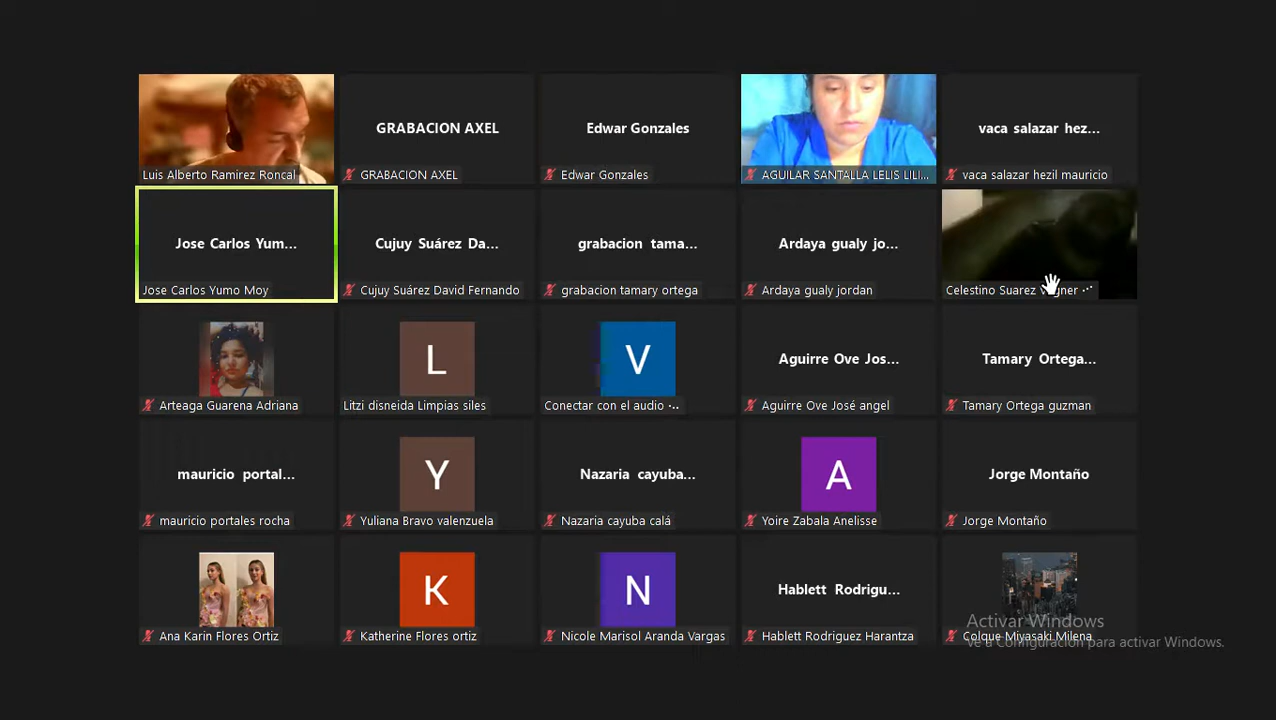 Luis Alberto Ramirez Roncal
GRABACION AXEL
GRABACION AXEL
Edwar Gonzales
Edwar Gonzales
AGUILAR SANTALLA LELIS LILI...
vaca salazar hez...
vaca salazar hezil mauricio
Jose Carlos Yum...
Jose Carlos Yumo Moy
Cujuy Suárez Da...
Cujuy Suárez David Fernando
grabacion tama...
grabacion tamary ortega
Ardaya gualy jo...
Ardaya gualy jordan
Celestino Suarez
Arteaga Guarena Adriana
L
Litzi disneida Limpias siles
V
Conectar con el audio ...
Aguirre Ove Jos...
Aguirre Ove José angel
Tamary Ortega...
Tamary Ortega guzman
mauricio portal...
mauricio portales rocha
Y
Yuliana Bravo valenzuela
Nazaria cayuba...
Nazaria cayuba calá
A
Yoire Zabala Anelisse
Jorge Montaño
Jorge Montaño
Ana Karin Flores Ortiz
K
Katherine Flores ortiz
N
Nicole Marisol Aranda Vargas
Hablett Rodrigu...
Hablett Rodriguez Harantza
Colque Miyasaki Milena
Activar Windows
Ve a Configuración para activar Windows.